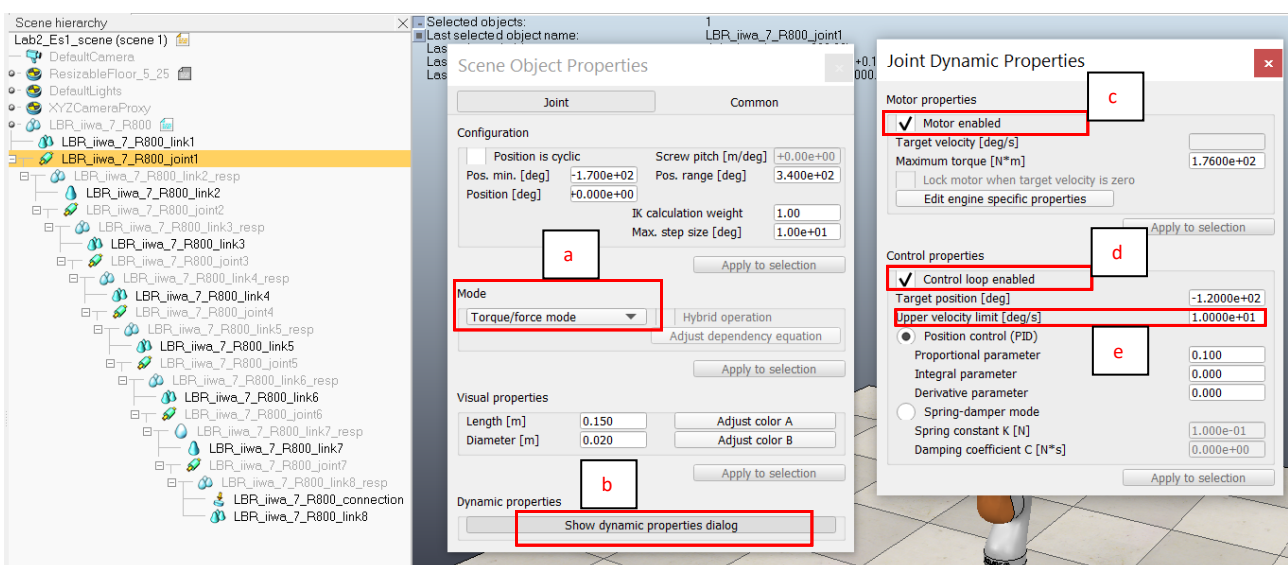 Scene hierarchy
Lab2_Es1_scene (scene 1)
DefaultCamera
ResizableFloor_5_25
DefaultLights
XYZCameraProxy
LBR_iiwa_7_R800
LBR_iiwa_7_R800_link1
LBR_iiwa_7_R800_joint1
LBR_iiwa_7_R800_link2_resp
LBR_iiwa_7_R800_link2
LBR_iiwa_7_R800_joint2
LBR_iiwa_7_R800_link3_resp
LBR_iiwa_7_R800_link3
LBR_iiwa_7_R800_joint3
LBR_iiwa_7_R800_link4_resp
LBR_iiwa_7_R800_link4
LBR_iiwa_7_R800_joint4
LBR_iiwa_7_R800_link5_resp
LBR_iiwa_7_R800_link5
LBR_iiwa_7_R800_joint5
LBR_iiwa_7_R800_link6_resp
LBR_iiwa_7_R800_link6
LBR_iiwa_7_R800_joint6
LBR_iiwa_7_R800_link7_resp
LBR_iiwa_7_R800_link7
LBR_iiwa_7_R800_joint7
LBR_iiwa_7_R800_link8_resp
LBR_iiwa_7_R800_connection
LBR_iiwa_7_R800_link8
Selected objects: 1
Last selected object name: LBR_iiwa_7_R800_joint1
Las
Las
Las
+0.1
000.
Scene Object Properties
Joint Common
Configuration
Position is cyclic Screw pitch [m/deg] +0.00e+00
Pos. min. [deg] -1.700e+02 Pos. range [deg] 3.400e+02
Position [deg] +0.000e+00
IK calculation weight 1.00
Max. step size [deg] 1.00e+01
a
Apply to selection
Mode
Torque/force mode Hybrid operation
Adjust dependency equation
Apply to selection
Visual properties
Length [m] 0.150 Adjust color A
Diameter [m] 0.020 Adjust color B
Apply to selection
b
Dynamic properties
Show dynamic properties dialog
Joint Dynamic Properties
Motor properties
c
Motor enabled
Target velocity [deg/s]
Maximum torque [N*m] 1.7600e+02
Lock motor when target velocity is zero
Edit engine specific properties
Apply to selection
Control properties
d
Control loop enabled
Target position [deg] -1.2000e+02
Upper velocity limit [deg/s] 1.0000e+01
Position control (PID)
e
Proportional parameter 0.100
Integral parameter 0.000
Derivative parameter 0.000
Spring-damper mode
Spring constant K [N] 1.000e-01
Damping coefficient C [N*s] 0.000e+00
Apply to selection